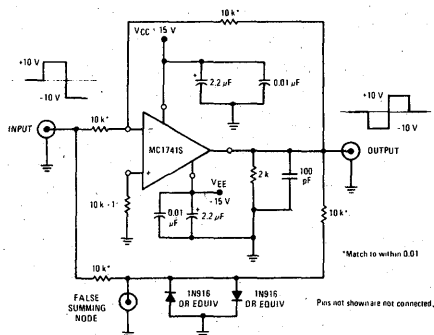 10 k*
VCC + 15 V
+10 V
-10 V
2.2 µF
0.01 µF
+10 V
-10 V
INPUT
10 k*
MC1741S
OUTPUT
VEE
-15 V
2 k
100 pF
10 k
0.01 µF
2.2 µF
10 k*
*Match to within 0.01
10 k*
FALSE SUMMING NODE
1N916 OR EQUIV
1N916 OR EQUIV
Pins not shown are not connected.